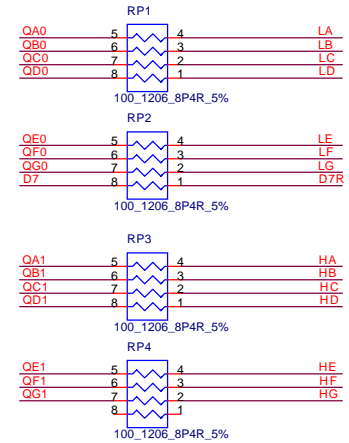 RP1
QA0 5 4 LA
QB0 6 3 LB
QC0 7 2 LC
QD0 8 1 LD
100_1206_8P4R_5%
RP2
QE0 5 4 LE
QF0 6 3 LF
QG0 7 2 LG
D7 8 1 D7R
100_1206_8P4R_5%
RP3
QA1 5 4 HA
QB1 6 3 HB
QC1 7 2 HC
QD1 8 1 HD
100_1206_8P4R_5%
RP4
QE1 5 4 HE
QF1 6 3 HF
QG1 7 2 HG
8 1
100_1206_8P4R_5%